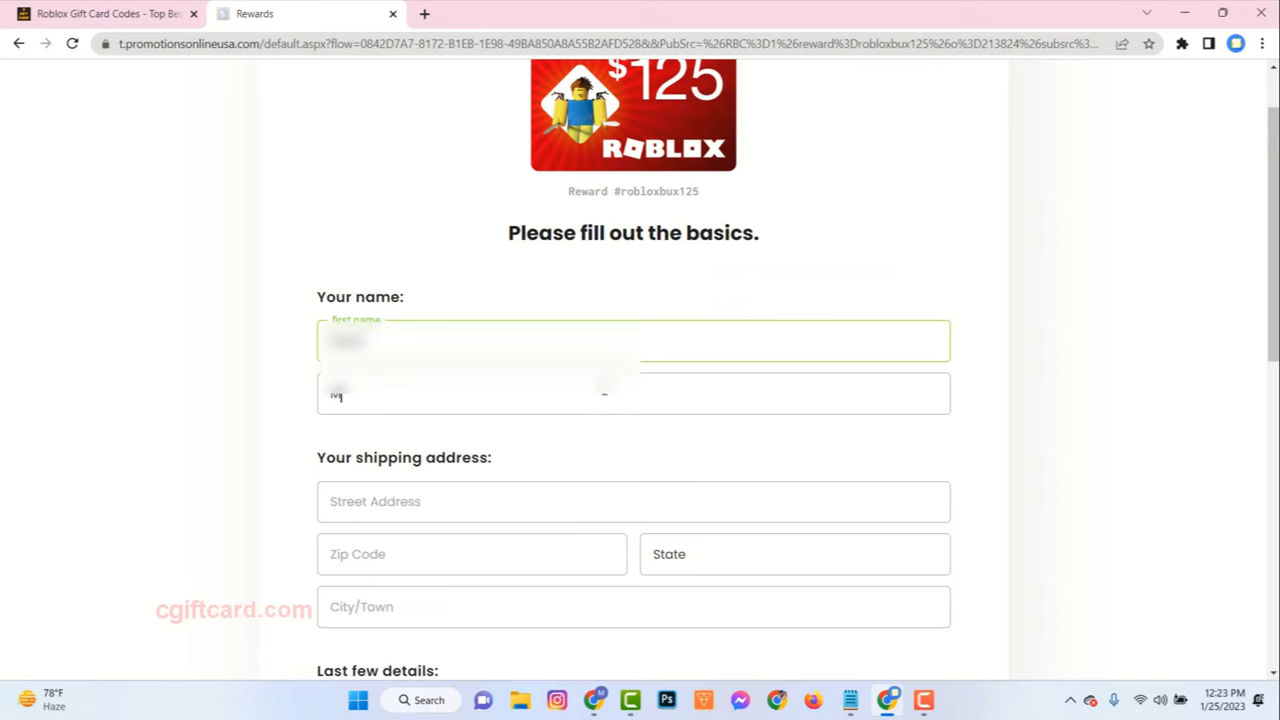 Roblox Gift Card Codes - Top Bes
Rewards
t.promotionsonlineusa.com/default.aspx?flow=0842D7A7-8172-B1EB-1E98-49BA850A8A55B2AFD528&&PubSrc=%26RBC%3D1%26reward%3Drobloxbux125%26o%3D213824%26subsrc%3...
$125
ROBLOX
Reward #robloxbux125
Please fill out the basics.
Your name:
first name
M
Your shipping address:
Street Address
Zip Code State
City/Town
cgiftcard.com
Last few details:
78°F
Haze
Search
M
Ps
12:23 PM
1/25/2023